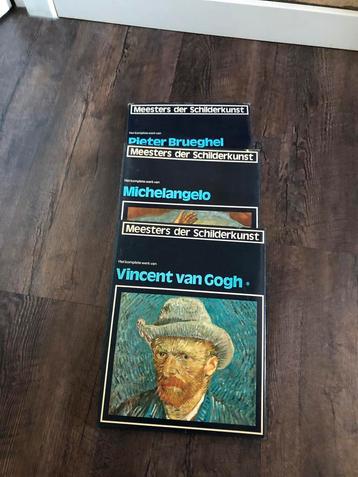 Meesters der Schilderkunst
Het komplete werk van
Pieter Brueghel
Meesters der Schilderkunst
Het komplete werk van
Michelangelo
Meesters der Schilderkunst
Het komplete werk van
Vincent van Gogh